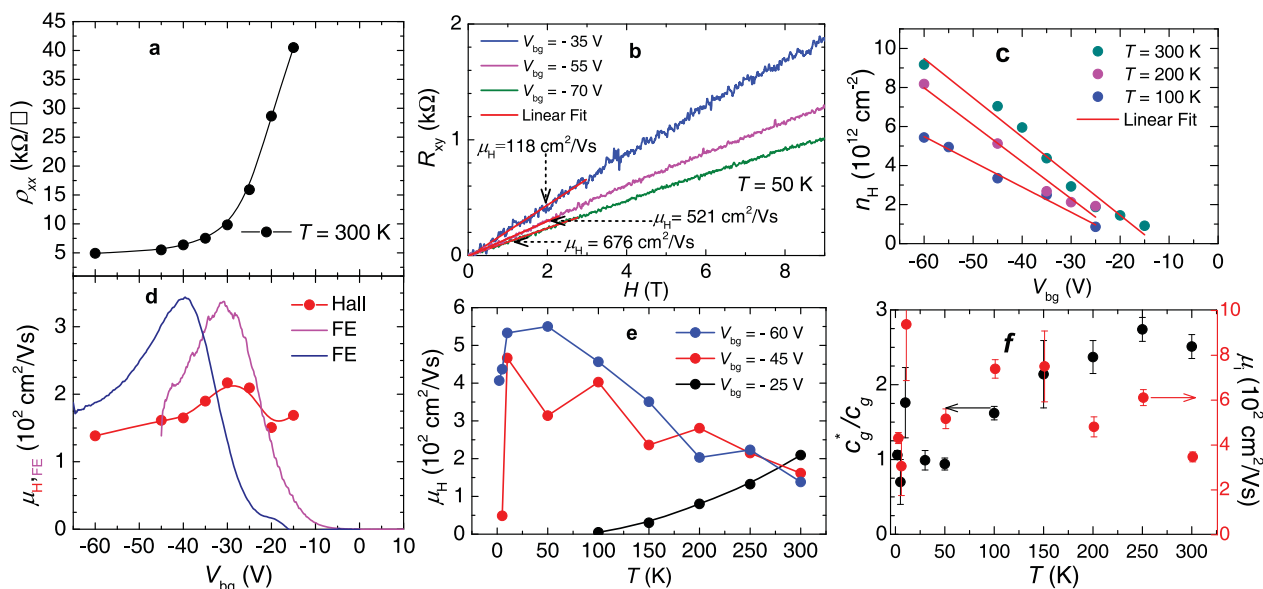 a
45
40
35
30
25
20
15
10
5
ρxx (kΩ/□)
T = 300 K
b
2
1
0
Rxy (kΩ)
Vbg = - 35 V
Vbg = - 55 V
Vbg = - 70 V
Linear Fit
μH=118 cm²/Vs
T = 50 K
μH = 521 cm²/Vs
μH = 676 cm²/Vs
0 2 4 6 8
H (T)
c
10
8
6
4
2
0
nH (10¹² cm⁻²)
T = 300 K
T = 200 K
T = 100 K
Linear Fit
-60 -50 -40 -30 -20 -10 0
Vbg (V)
d
3
2
1
0
μH,FE (10² cm²/Vs)
Hall
FE
FE
-60 -50 -40 -30 -20 -10 0 10
Vbg (V)
e
6
5
4
3
2
1
0
μH (10² cm²/Vs)
Vbg = - 60 V
Vbg = - 45 V
Vbg = - 25 V
0 50 100 150 200 250 300
T (K)
f
3
2
1
0
cg*/cg
10
8
6
4
2
0
μi (10² cm²/Vs)
0 50 100 150 200 250 300
T (K)